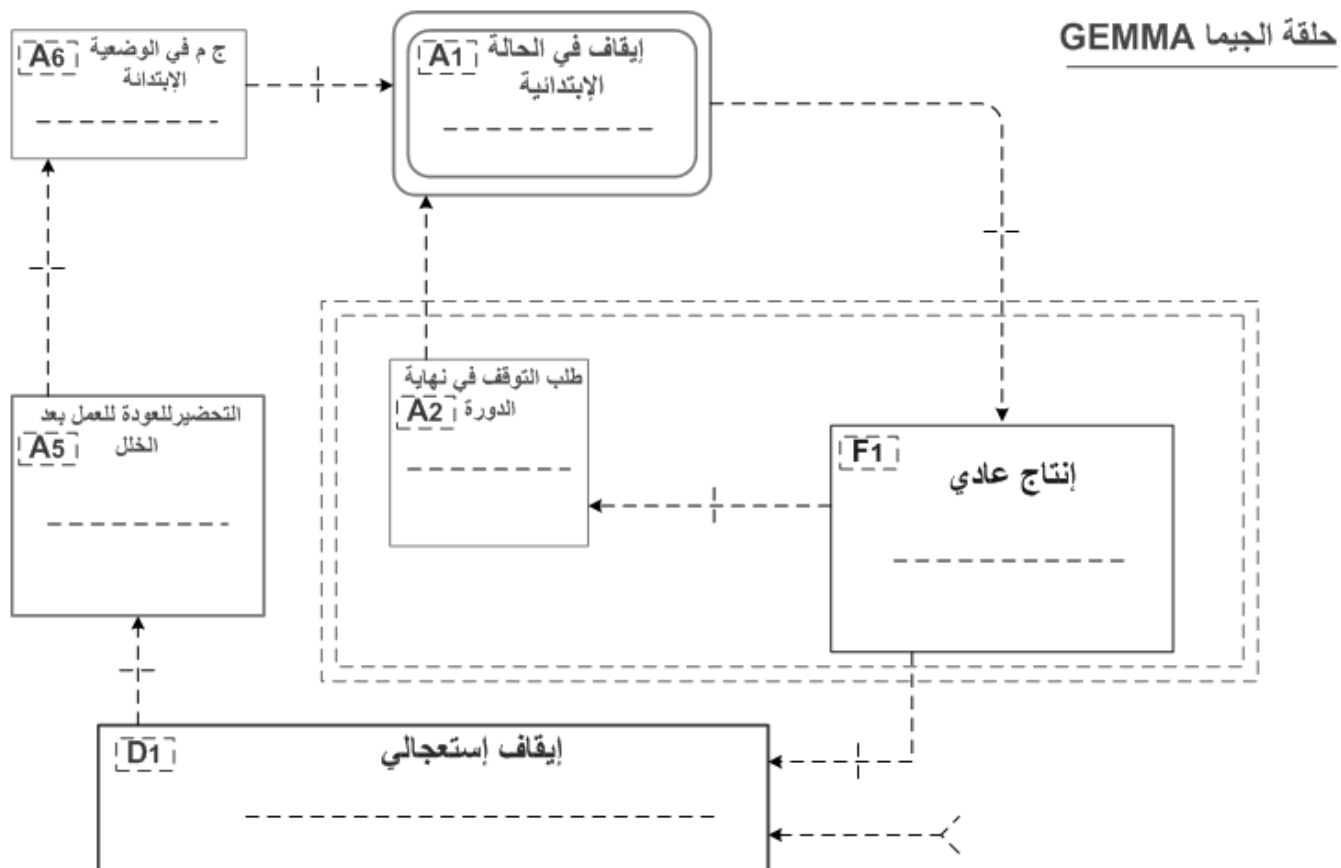 حلقة الجيما GEMMA
إيقاف في الحالة
الإبتدائية
A1
ج م في الوضعية
الإبتدائة
A6
طلب التوقف في نهاية
الدورة
A2
التحضيرللعودة للعمل بعد
الخلل
A5
F1
إنتاج عادي
إيقاف إستعجالي
D1